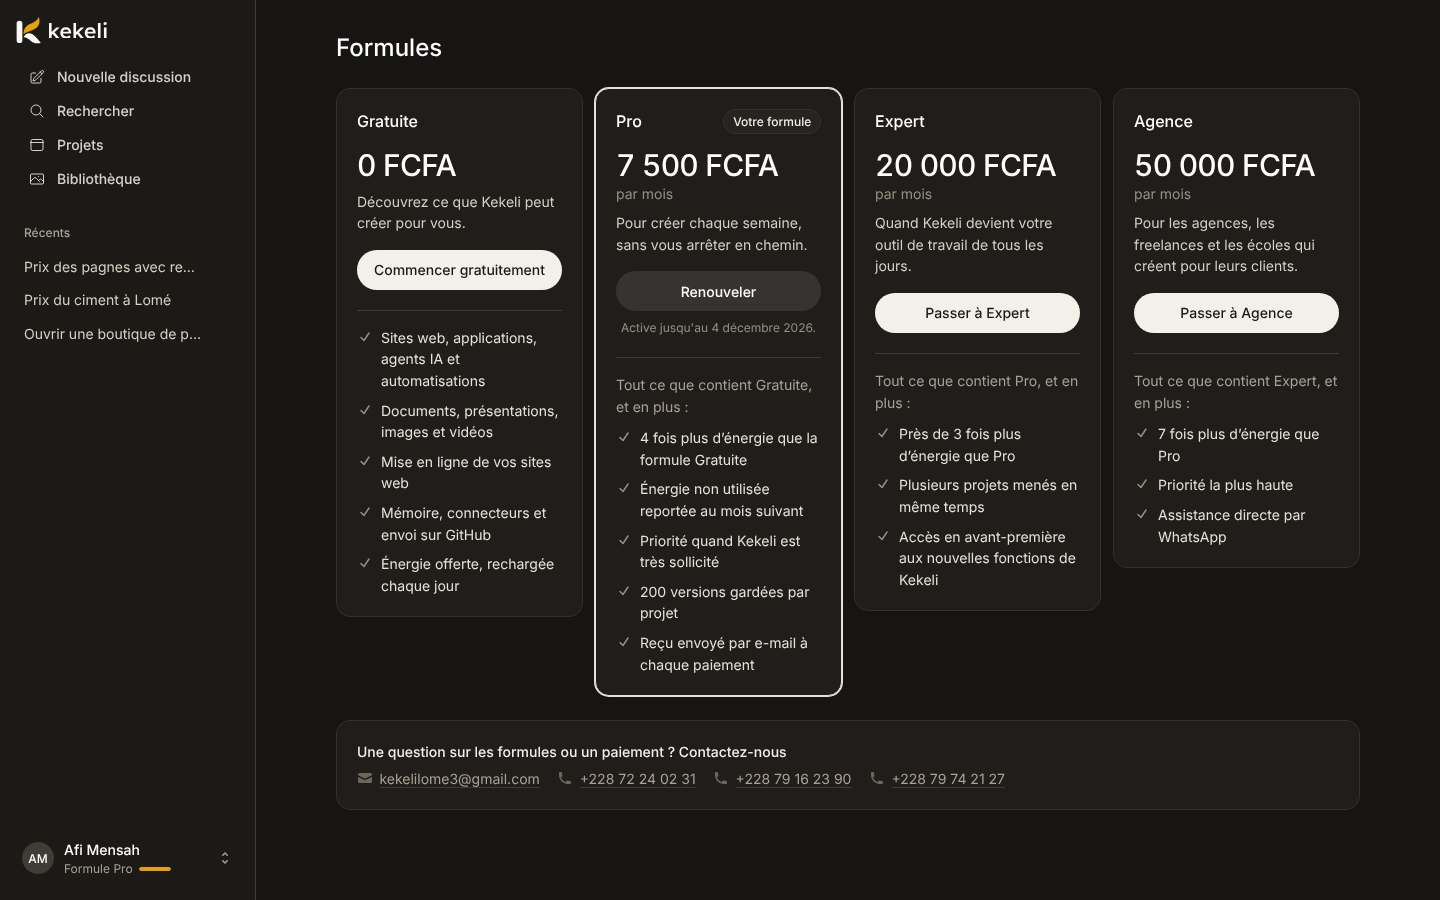 kekeli
Nouvelle discussion
Rechercher
Projets
Bibliothèque
Récents
Prix des pagnes avec re...
Prix du ciment à Lomé
Ouvrir une boutique de p...
AM
Afi Mensah
Formule Pro
Formules
Gratuite
0 FCFA
Découvrez ce que Kekeli peut
créer pour vous.
Commencer gratuitement
Sites web, applications,
agents IA et
automatisations
Documents, présentations,
images et vidéos
Mise en ligne de vos sites
web
Mémoire, connecteurs et
envoi sur GitHub
Énergie offerte, rechargée
chaque jour
Pro
Votre formule
7 500 FCFA
par mois
Pour créer chaque semaine,
sans vous arrêter en chemin.
Renouveler
Active jusqu'au 4 décembre 2026.
Tout ce que contient Gratuite,
et en plus :
4 fois plus d’énergie que la
formule Gratuite
Énergie non utilisée
reportée au mois suivant
Priorité quand Kekeli est
très sollicité
200 versions gardées par
projet
Reçu envoyé par e-mail à
chaque paiement
Expert
20 000 FCFA
par mois
Quand Kekeli devient votre
outil de travail de tous les
jours.
Passer à Expert
Tout ce que contient Pro, et en
plus :
Près de 3 fois plus
d’énergie que Pro
Plusieurs projets menés en
même temps
Accès en avant-première
aux nouvelles fonctions de
Kekeli
Agence
50 000 FCFA
par mois
Pour les agences, les
freelances et les écoles qui
créent pour leurs clients.
Passer à Agence
Tout ce que contient Expert, et
en plus :
7 fois plus d’énergie que
Pro
Priorité la plus haute
Assistance directe par
WhatsApp
Une question sur les formules ou un paiement ? Contactez-nous
kekelilome3@gmail.com +228 72 24 02 31 +228 79 16 23 90 +228 79 74 21 27